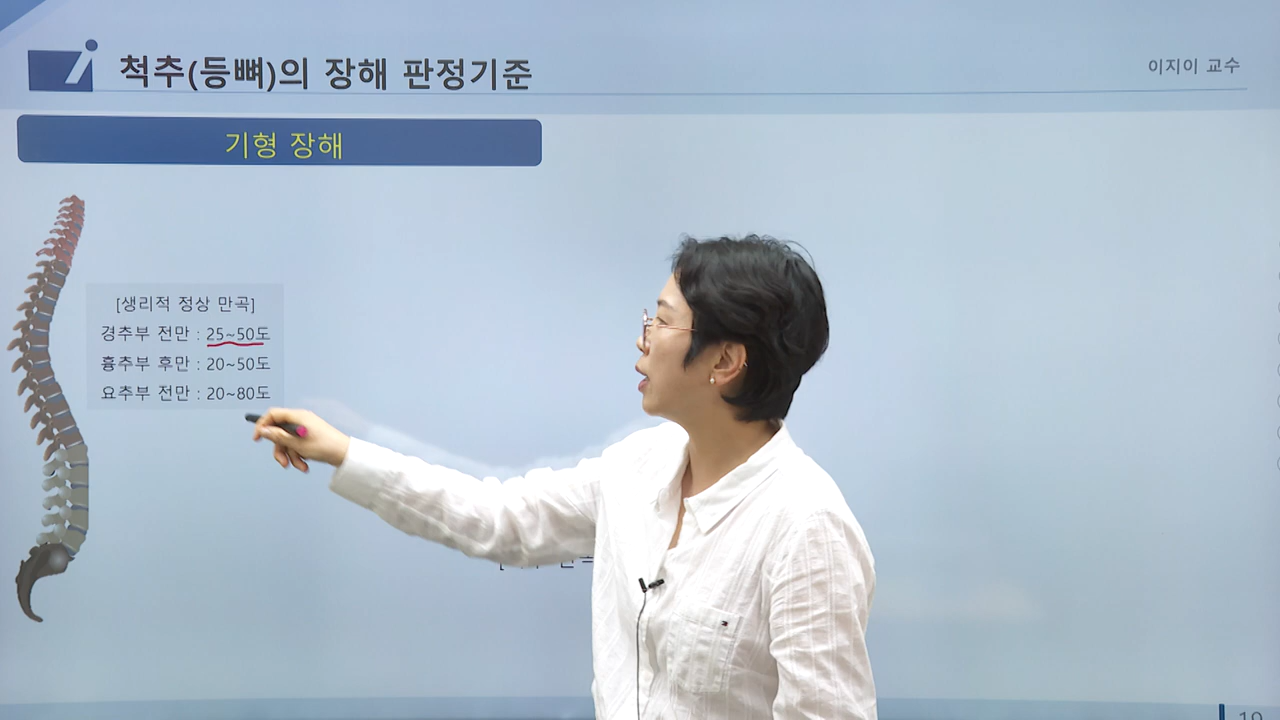 척추(등뼈)의 장해 판정기준
이지이 교수
기형 장해
[생리적 정상 만곡]
경추부 전만 : 25~50도
흉추부 후만 : 20~50도
요추부 전만 : 20~80도
19